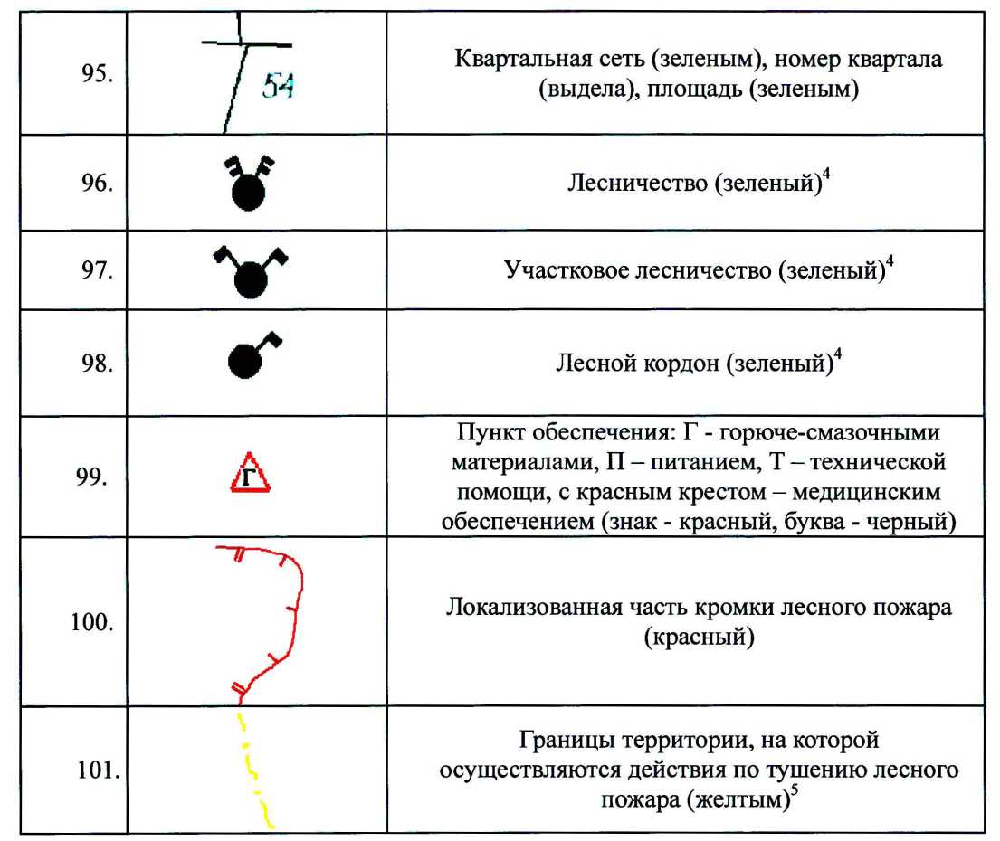 95.
54
Квартальная сеть (зеленым), номер квартала
(выдела), площадь (зеленым)
96.
Лесничество (зеленый)⁴
97.
Участковое лесничество (зеленый)⁴
98.
Лесной кордон (зеленый)⁴
99.
Г
Пункт обеспечения: Г - горюче-смазочными
материалами, П – питанием, Т – технической
помощи, с красным крестом – медицинским
обеспечением (знак - красный, буква - черный)
100.
Локализованная часть кромки лесного пожара
(красный)
101.
Границы территории, на которой
осуществляются действия по тушению лесного
пожара (желтым)⁵